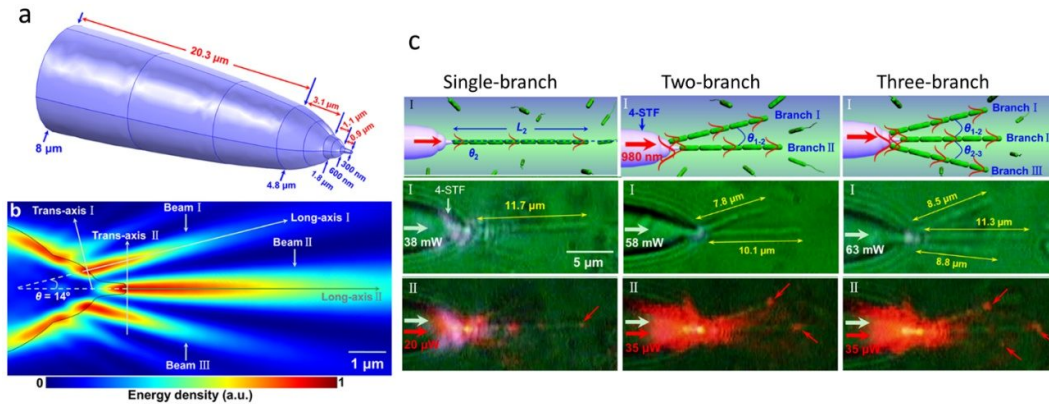 a
20.3 μm
3.1 μm
1.1 μm
0.9 μm
8 μm
4.8 μm
1.8 μm
600 nm
300 nm
b
Trans-axis I
Beam I
Long-axis I
Trans-axis II
Beam II
θ = 14°
Long-axis II
Beam III
1 μm
0
1
Energy density (a.u.)
c
Single-branch
Two-branch
Three-branch
I
L₂
θ₂
I
4-STF
Branch I
θ₁₋₂
Branch II
980 nm
I
Branch I
θ₁₋₂
Branch I
θ₂₋₃
Branch III
I
4-STF
11.7 μm
38 mW
5 μm
I
7.8 μm
58 mW
10.1 μm
I
8.5 μm
11.3 μm
63 mW
8.8 μm
II
20 μW
II
35 μW
II
35 μW